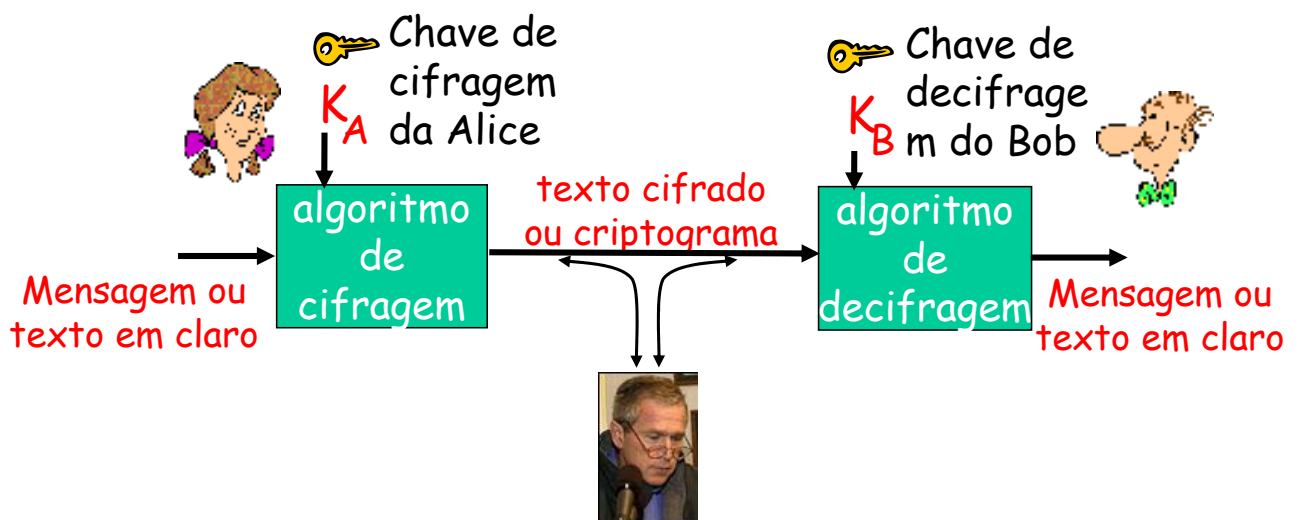 Chave de
cifragem
da Alice
K
A
Chave de
decifrage
m do Bob
K
B
algoritmo
de
cifragem
texto cifrado
ou criptograma
algoritmo
de
decifragem
Mensagem ou
texto em claro
Mensagem ou
texto em claro